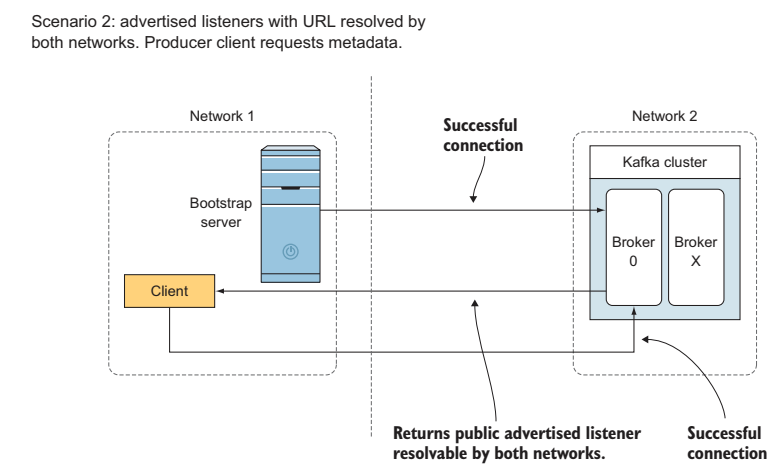 Scenario 2: advertised listeners with URL resolved by
both networks. Producer client requests metadata.
Network 1
Network 2
Successful
connection
Kafka cluster
Bootstrap
server
Broker
0
Broker
X
Client
Returns public advertised listener
resolvable by both networks.
Successful
connection